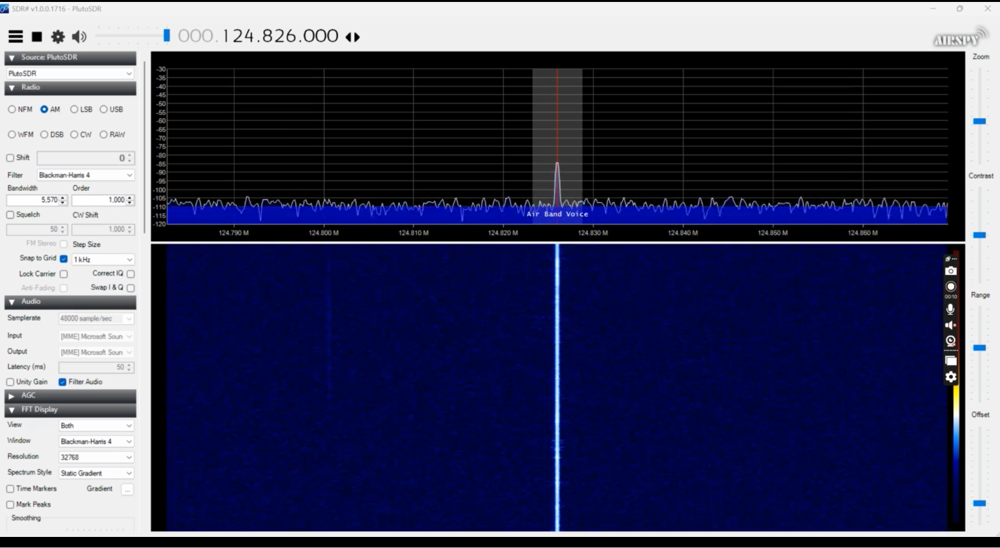 SDR# v1.0.0.1716 - PlutoSDR
000.124.826.000
AIRSPY
Source: PlutoSDR
PlutoSDR
Radio
NFM AM LSB USB
WFM DSB CW RAW
Shift 0
Filter Blackman-Harris 4
Bandwidth Order
5,570 1,000
Squelch CW Shift
50 1,000
FM Stereo Step Size
Snap to Grid 1 kHz
Lock Carrier Correct IQ
Anti-Fading Swap I & Q
Audio
Samplerate 48000 sample/sec
Input [MME] Microsoft Soun
Output [MME] Microsoft Soun
Latency (ms) 50
Unity Gain Filter Audio
AGC
FFT Display
View Both
Window Blackman-Harris 4
Resolution 32768
Spectrum Style Static Gradient
Time Markers Gradient ...
Mark Peaks
Smoothing
-30
-35
-40
-45
-50
-55
-60
-65
-70
-75
-80
-85
-90
-95
-100
-105
-110
-115
-120
Air Band Voice
124.790 M 124.800 M 124.810 M 124.820 M 124.830 M 124.840 M 124.850 M 124.860 M
00:10
Zoom
Contrast
Range
Offset